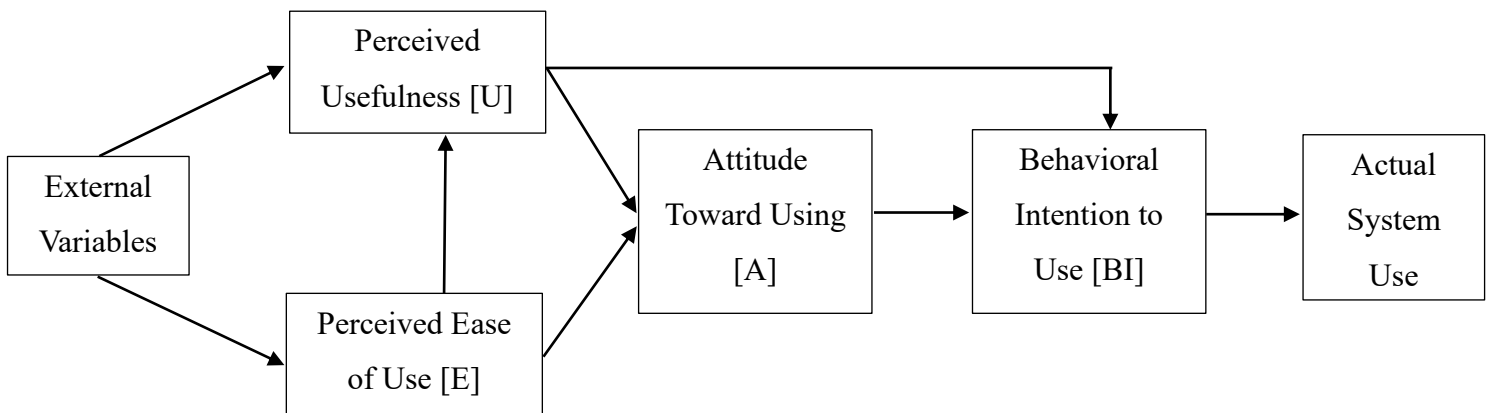 Perceived
Usefulness [U]
External
Variables
Perceived Ease
of Use [E]
Attitude
Toward Using
[A]
Behavioral
Intention to
Use [BI]
Actual
System
Use